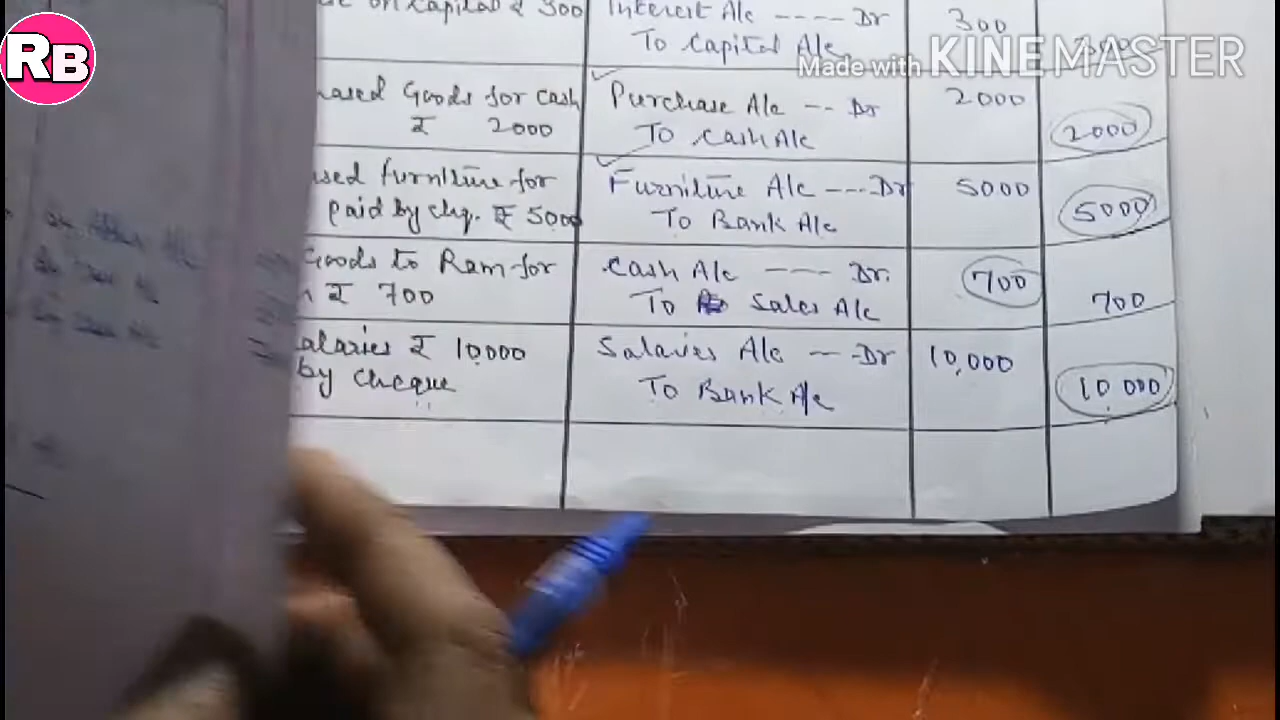 RB
on Capital ₹ 300
Interest A/c ---- Dr
300
To Capital A/c
Made with KINEMASTER
Goods for cash
₹ 2000
Purchase A/c -- Dr
2000
To Cash A/c
2000
furniture for
paid by chq. ₹ 5000
Furniture A/c --- Dr
5000
To Bank A/c
5000
Goods to Ram for
₹ 700
Cash A/c ---- Dr.
700
To Sales A/c
700
alaries ₹ 10,000
by cheque
Salaries A/c -- Dr
10,000
To Bank A/c
10 000